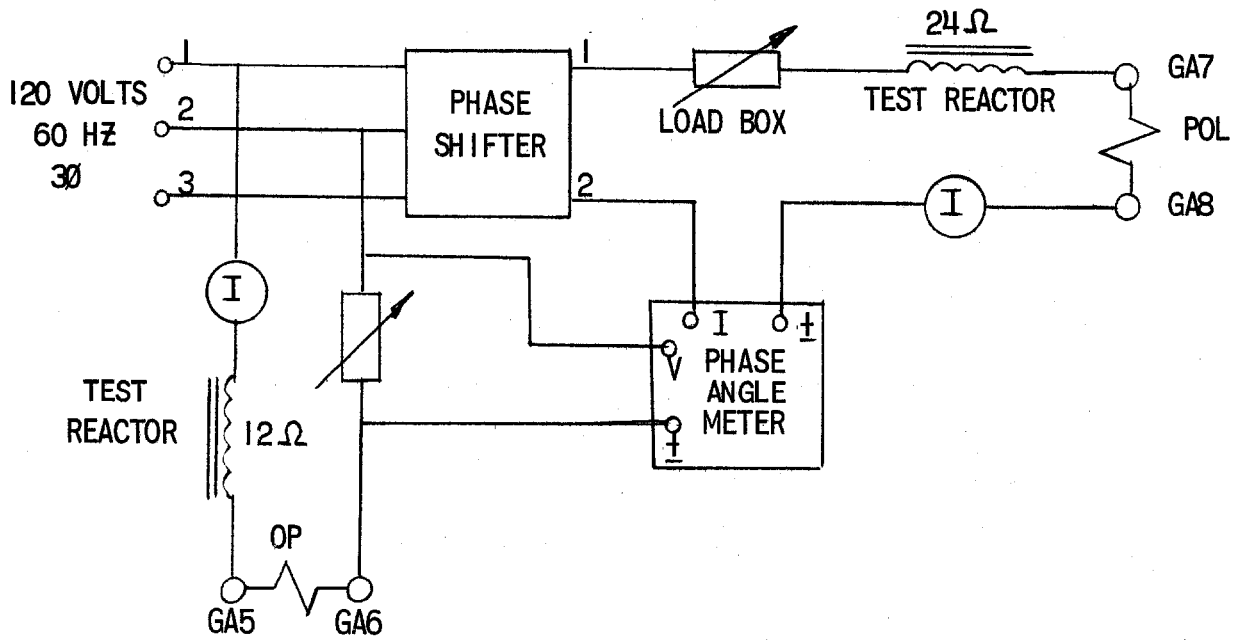 1
120 VOLTS
2
60 HZ
3Ø
3
PHASE
SHIFTER
1
2
LOAD BOX
24Ω
TEST REACTOR
GA7
POL
GA8
I
I
TEST
REACTOR
12Ω
I ±
V PHASE
ANGLE
± METER
OP
GA5 GA6